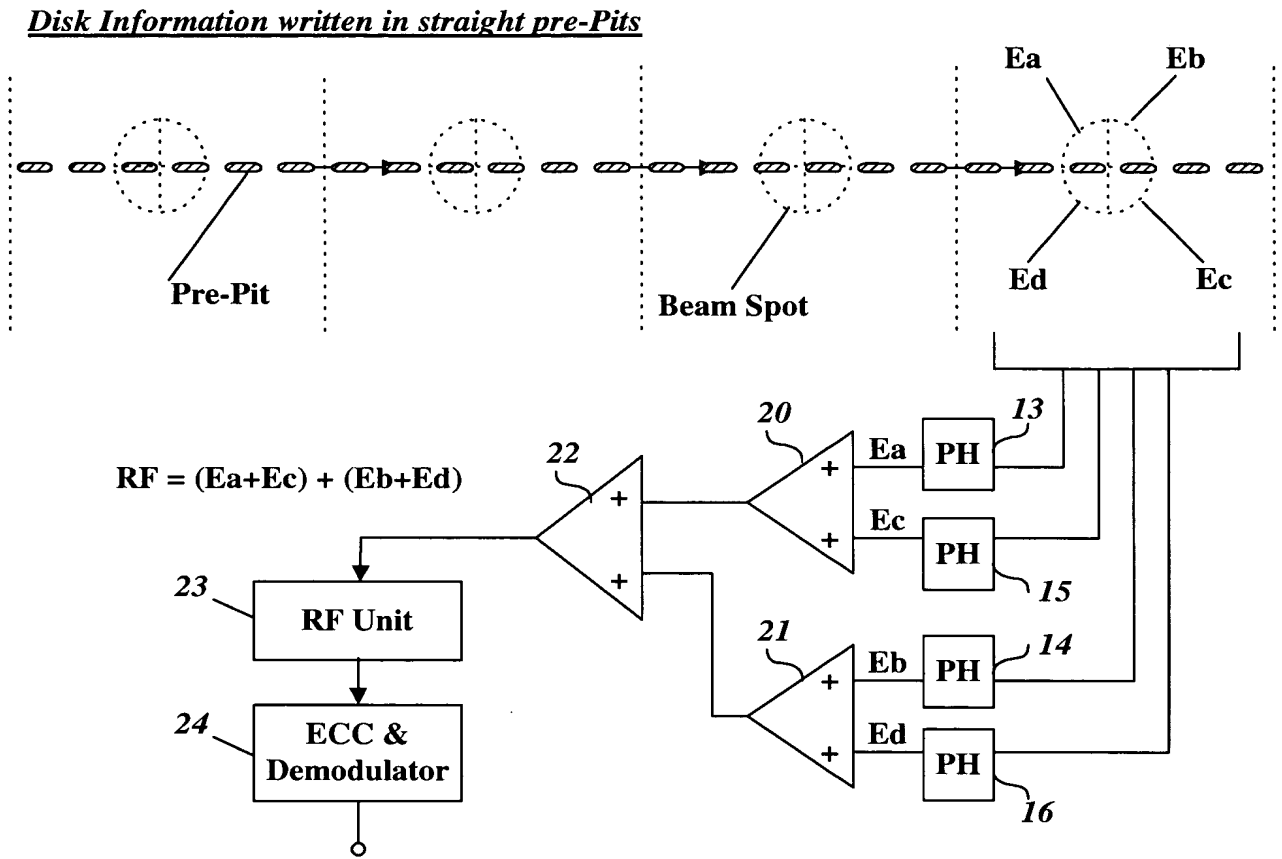 Disk Information written in straight pre-Pits
Ea
Eb
Ed
Ec
Pre-Pit
Beam Spot
RF = (Ea+Ec) + (Eb+Ed)
22
+
+
20
+
+
Ea
Ec
PH
13
PH
15
21
+
+
Eb
Ed
PH
14
PH
16
23
RF Unit
24
ECC &
Demodulator